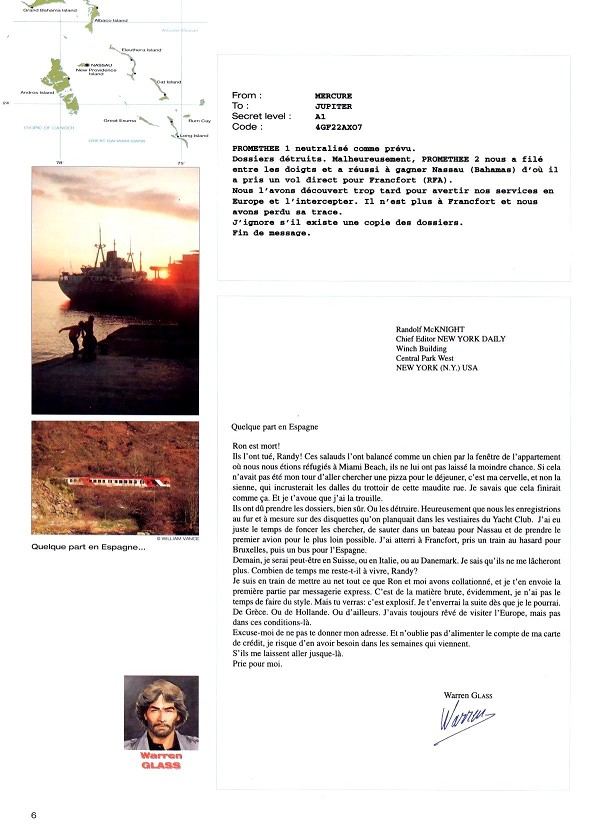 Grand Bahama Island
Abaco Island
Eleuthera Island
NASSAU
New Providence
Island
Cat Island
Andros Island
24
Great Exuma
Rum Cay
Long Island
TROPIC OF CANCER
78
75
From : MERCURE
To : JUPITER
Secret level : A1
Code : 4GF22AX07
PROMETHEE 1 neutralisé comme prévu.
Dossiers détruits. Malheureusement, PROMETHEE 2 nous a filé
entre les doigts et a réussi à gagner Nassau (Bahamas) d'où il
a pris un vol direct pour Francfort (RFA).
Nous l'avons découvert trop tard pour avertir nos services en
Europe et l'intercepter. Il n'est plus à Francfort et nous
avons perdu sa trace.
J'ignore s'il existe une copie des dossiers.
Fin de message.
Randolf McKNIGHT
Chief Editor NEW YORK DAILY
Winch Building
Central Park West
NEW YORK (N.Y.) USA
Quelque part en Espagne
Ron est mort!
Ils l'ont tué, Randy! Ces salauds l'ont balancé comme un chien par la fenêtre de l'appartement
où nous nous étions réfugiés à Miami Beach, ils ne lui ont pas laissé la moindre chance. Si cela
n'avait pas été mon tour d'aller chercher une pizza pour le déjeuner, c'est ma cervelle, et non la
sienne, qui incrusterait les dalles du trottoir de cette maudite rue. Je savais que cela finirait
comme ça. Et je t'avoue que j'ai la trouille.
Ils ont dû prendre les dossiers, bien sûr. Ou les détruire. Heureusement que nous les enregistrions
au fur et à mesure sur des disquettes qu'on planquait dans les vestiaires du Yacht Club. J'ai eu
juste le temps de foncer les chercher, de sauter dans un bateau pour Nassau et de prendre le
premier avion pour le plus loin possible. J'ai atterri à Francfort, pris un train au hasard pour
Bruxelles, puis un bus pour l'Espagne.
Demain, je serai peut-être en Suisse, ou en Italie, ou au Danemark. Je sais qu'ils ne me lâcheront
plus. Combien de temps me reste-t-il à vivre, Randy?
Je suis en train de mettre au net tout ce que Ron et moi avons collationné, et je t'en envoie la
première partie par messagerie express. C'est de la matière brute, évidemment, je n'ai pas le
temps de faire du style. Mais tu verras: c'est explosif. Je t'enverrai la suite dès que je le pourrai.
De Grèce. Ou de Hollande. Ou d'ailleurs. J'avais toujours rêvé de visiter l'Europe, mais pas
dans ces conditions-là.
Excuse-moi de ne pas te donner mon adresse. Et n'oublie pas d'alimenter le compte de ma carte
de crédit, je risque d'en avoir besoin dans les semaines qui viennent.
S'ils me laissent aller jusque-là.
Prie pour moi.
Warren GLASS
Warren
© WILLIAM VANCE
Quelque part en Espagne...
Warren
GLASS
6